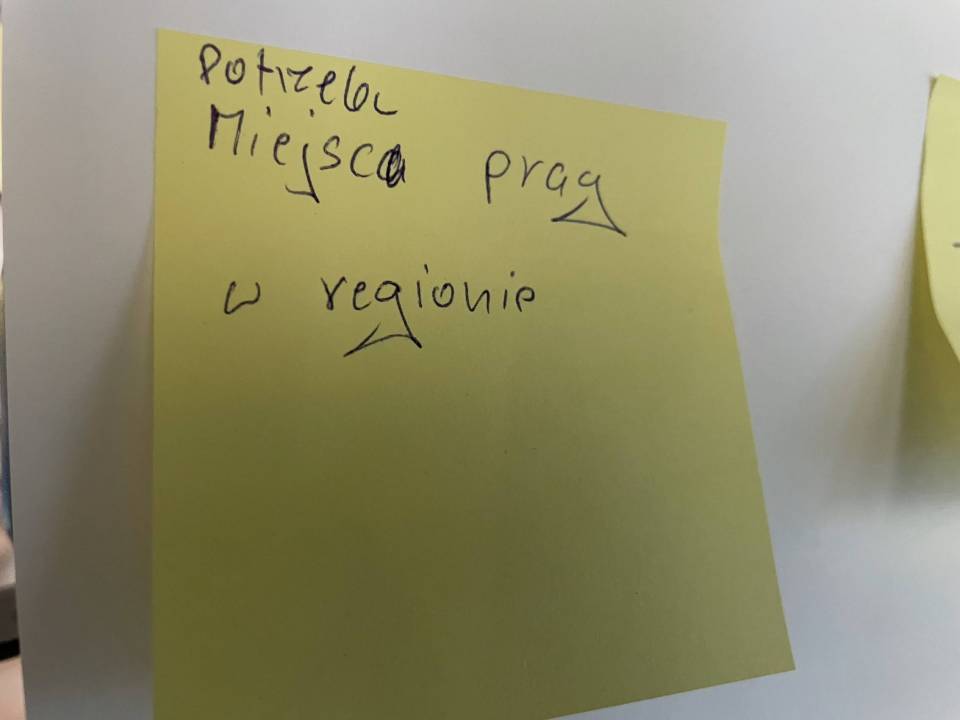 Potrzeba
Miejsca pracy
w regionie